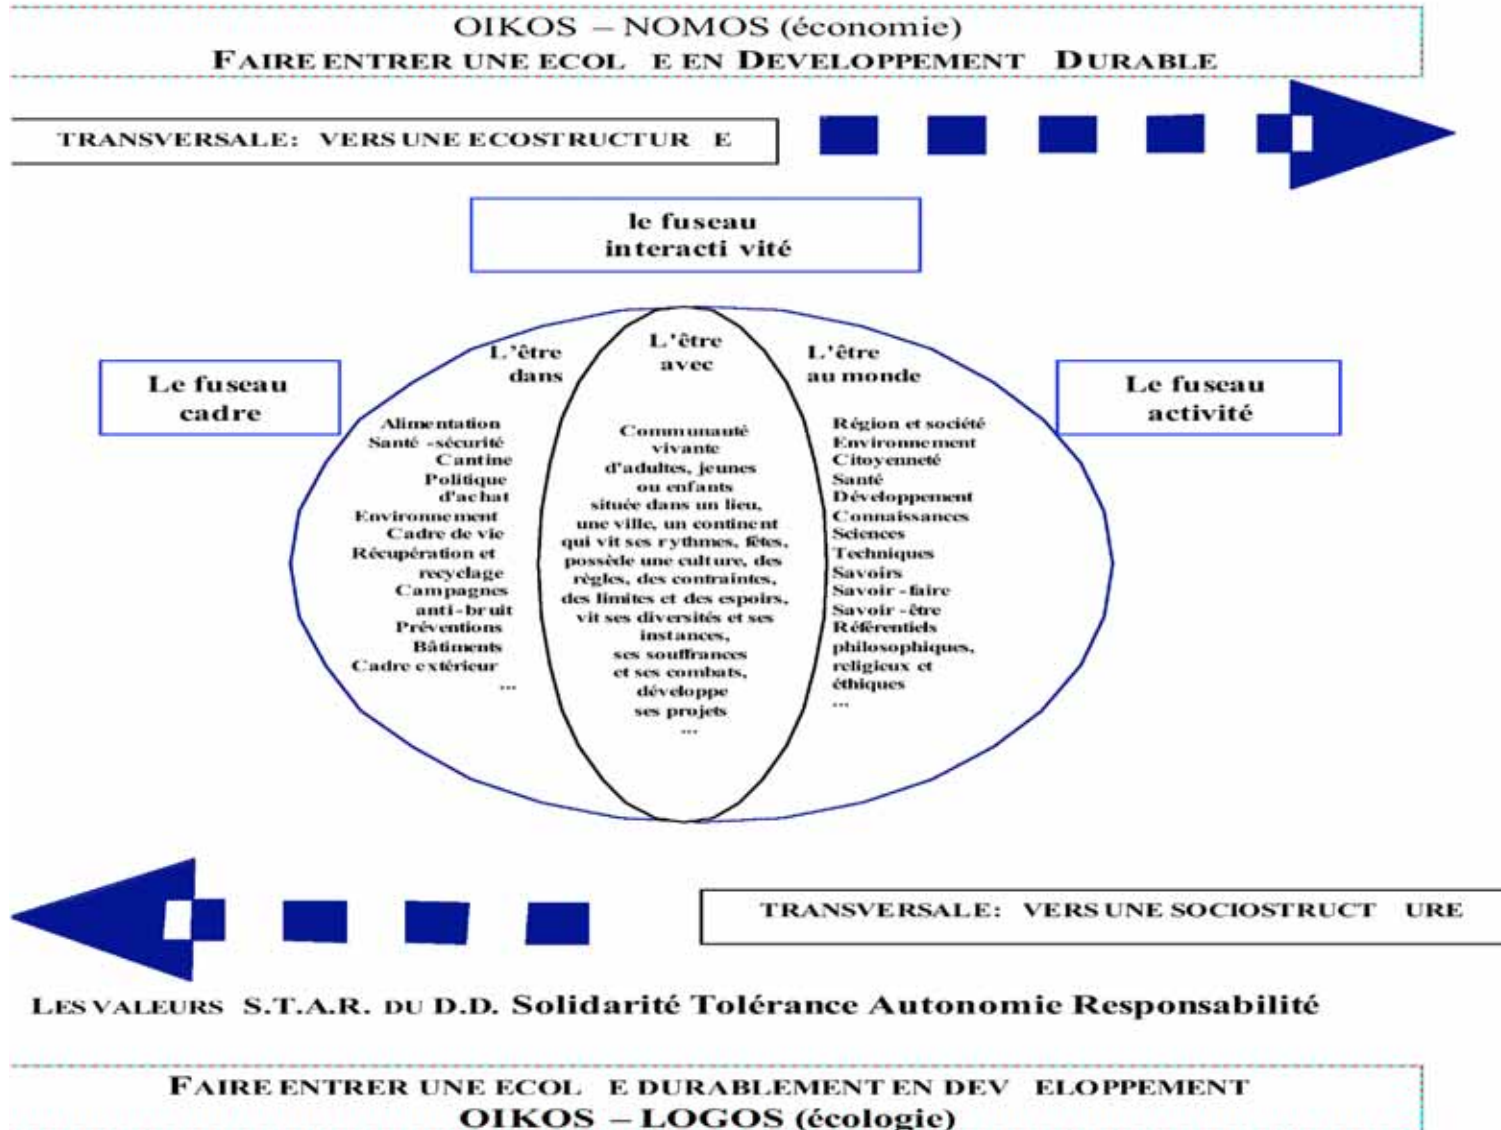 OIKOS – NOMOS (économie)
FAIRE ENTRER UNE ECOL E EN DEVELOPPEMENT DURABLE
TRANSVERSALE: VERS UNE ECOSTRUCTUR E
le fuseau
interacti vité
Le fuseau
cadre
L'être
dans
Alimentation
Santé -sécurité
Cantine
Politique
d'achat
Environnement
Cadre de vie
Récupération et
recyclage
Campagnes
anti-bruit
Préventions
Bâtiments
Cadre extérieur
...
L'être
avec
Communauté
vivante
d'adultes, jeunes
ou enfants
située dans un lieu,
une ville, un continent
qui vit ses rythmes, fêtes,
possède une culture, des
règles, des contraintes,
des limites et des espoirs,
vit ses diversités et ses
instances,
ses souffrances
et ses combats,
développe
ses projets
...
L'être
au monde
Région et société
Environnement
Citoyenneté
Santé
Développement
Connaissances
Sciences
Techniques
Savoirs
Savoir -faire
Savoir -être
Référentiels
philosophiques,
religieux et
éthiques
...
Le fuseau
activité
TRANSVERSALE: VERS UNE SOCIOSTRUCT URE
LES VALEURS S.T.A.R. DU D.D. Solidarité Tolérance Autonomie Responsabilité
FAIRE ENTRER UNE ECOL E DURABLEMENT EN DEV ELOPPEMENT
OIKOS – LOGOS (écologie)